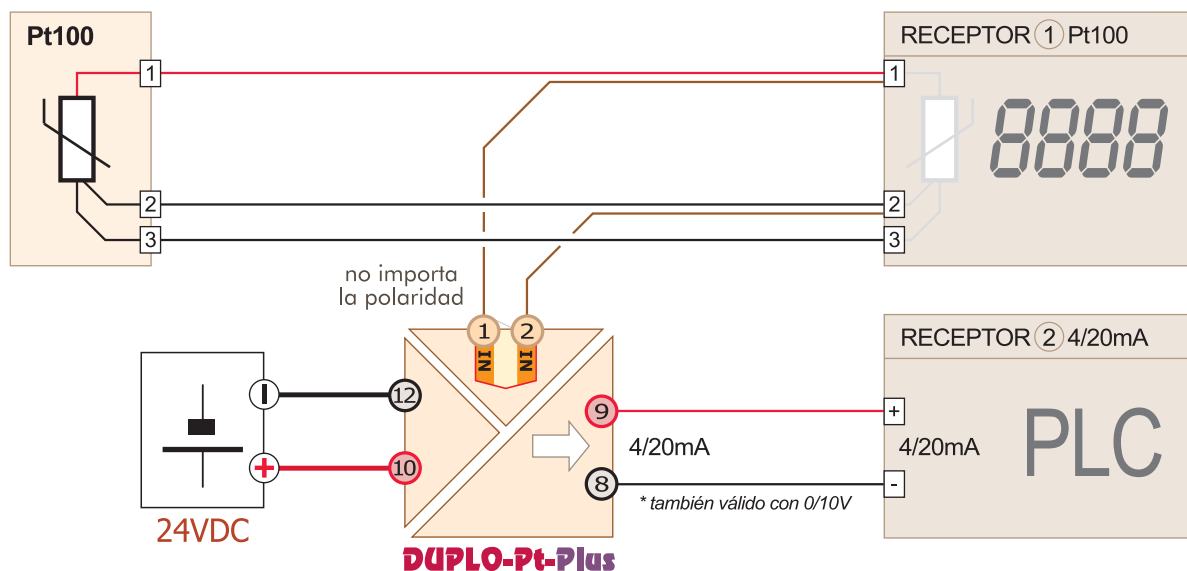 Pt100
RECEPTOR 1 Pt100
1
1
8888
2
2
3
3
no importa
la polaridad
1
2
IN
IN
RECEPTOR 2 4/20mA
12
9
+
4/20mA
4/20mA
PLC
+
10
8
-
* también válido con 0/10V
24VDC
DUPLO-Pt-Plus